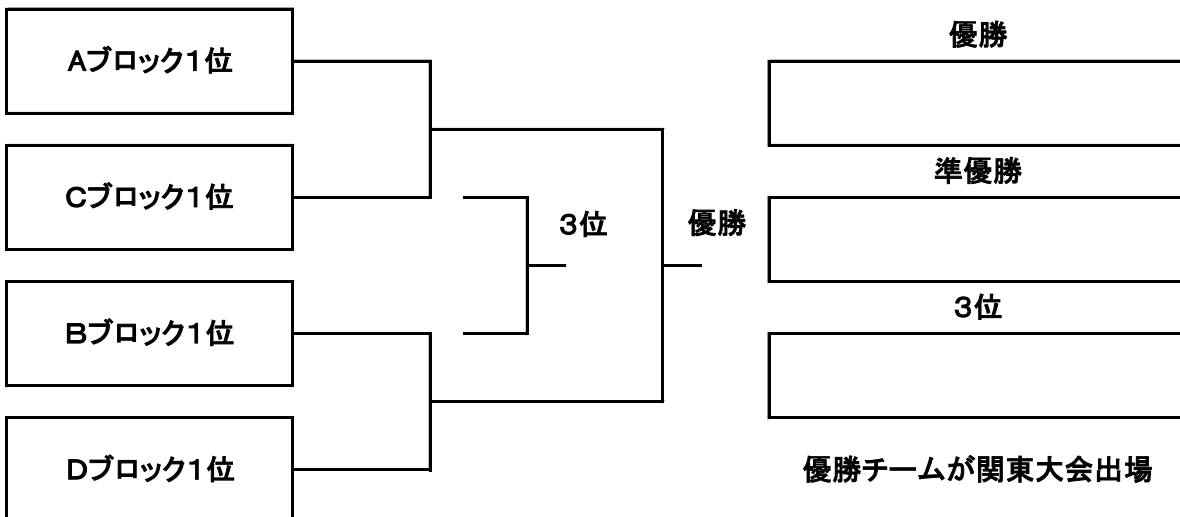 Aブロック１位
Cブロック１位
Bブロック１位
Dブロック１位
３位
優勝
優勝
準優勝
３位
優勝チームが関東大会出場